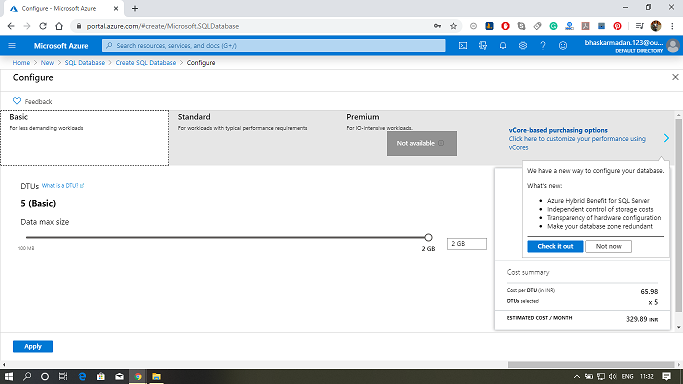 Configure - Microsoft Azure
portal.azure.com/#create/Microsoft.SQLDatabase
Microsoft Azure
Search resources, services, and docs (G+/)
bhaskarmadan.123@ou...
DEFAULT DIRECTORY
Home > New > SQL Database > Create SQL Database > Configure
Configure
Feedback
Basic
For less demanding workloads
Standard
For workloads with typical performance requirements
Premium
For IO-intensive workloads.
Not available
vCore-based purchasing options
Click here to customize your performance using
vCores
We have a new way to configure your database.
What's new:
Azure Hybrid Benefit for SQL Server
Independent control of storage costs
Transparency of hardware configuration
Make your database zone redundant
Check it out
Not now
DTUs What is a DTU?
5 (Basic)
Data max size
100 MB
2 GB
2 GB
Cost summary
Cost per DTU (in INR) 65.98
DTUs selected x 5
ESTIMATED COST / MONTH 329.89 INR
Apply
ENG 11:32